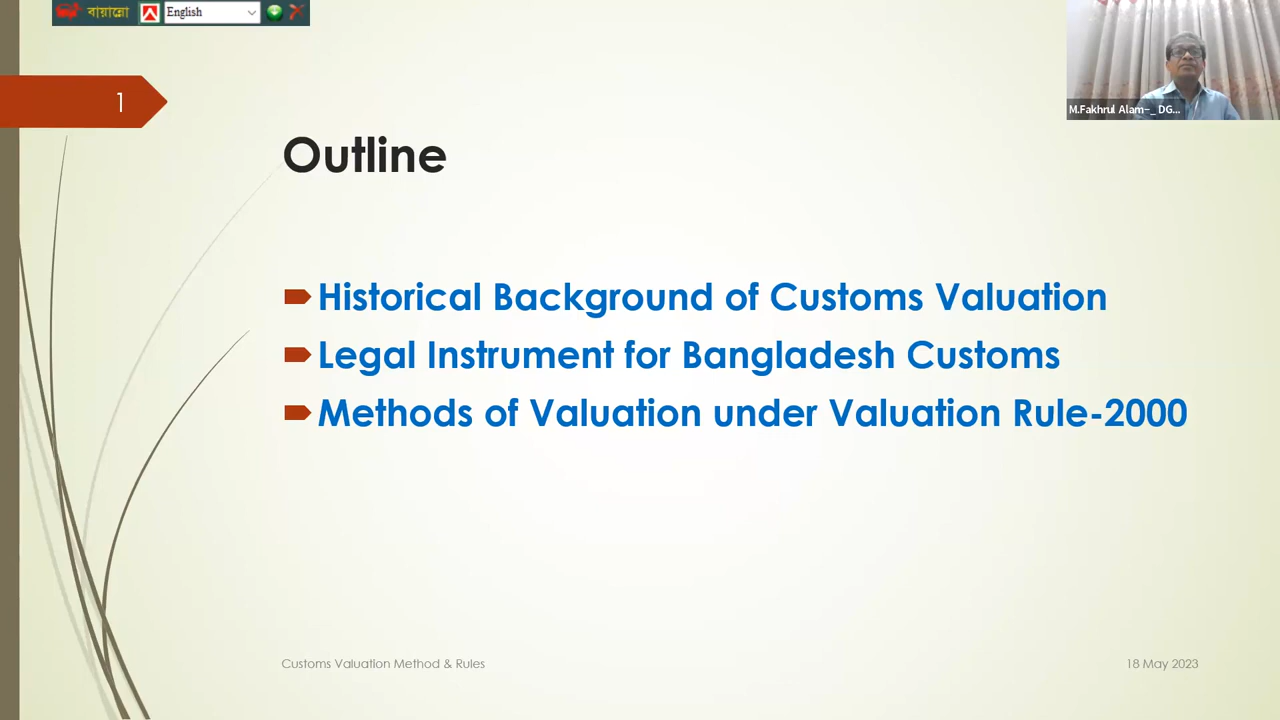 বায়ান্নো English
M.Fakhrul Alam-_ DG...
1
Outline
Historical Background of Customs Valuation
Legal Instrument for Bangladesh Customs
Methods of Valuation under Valuation Rule-2000
Customs Valuation Method & Rules
18 May 2023